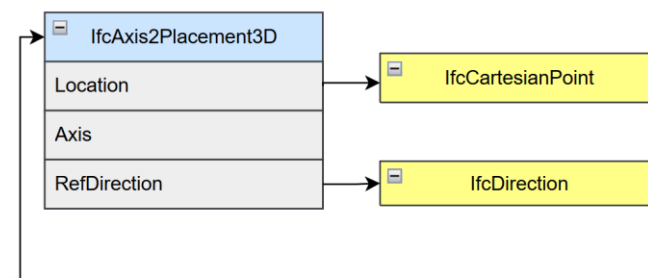 IfcAxis2Placement3D
Location
IfcCartesianPoint
Axis
RefDirection
IfcDirection